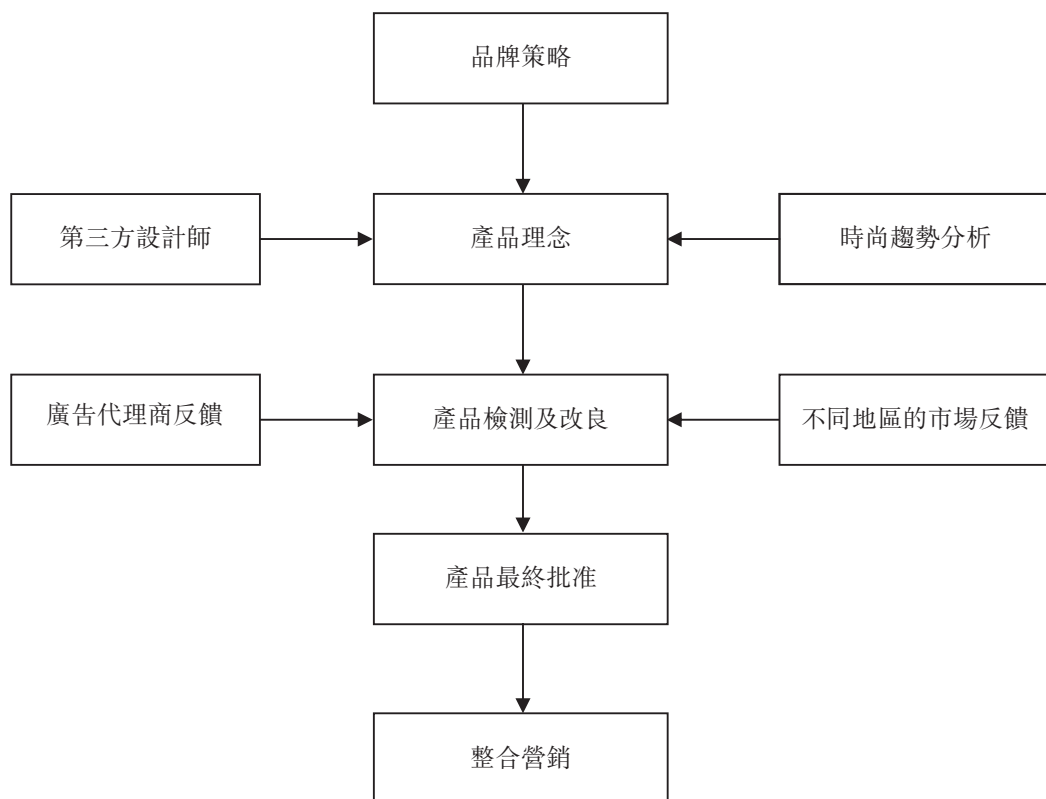 品牌策略
第三方設計師
產品理念
時尚趨勢分析
廣告代理商反饋
產品檢測及改良
不同地區的市場反饋
產品最終批准
整合營銷